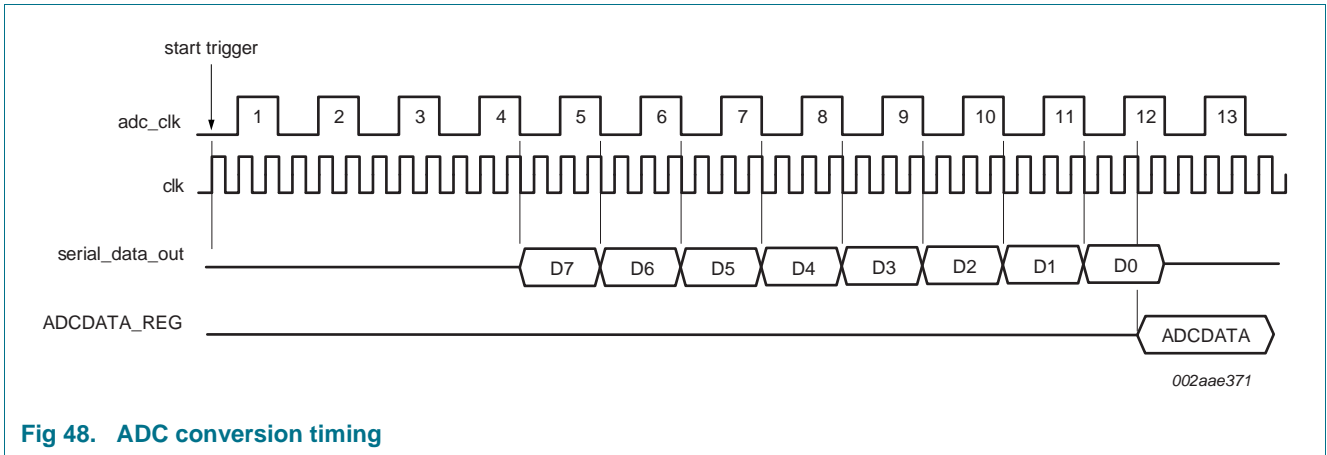 start trigger
adc_clk 1 2 3 4 5 6 7 8 9 10 11 12 13
clk
serial_data_out D7 D6 D5 D4 D3 D2 D1 D0
ADCDATA_REG ADCDATA
002aae371
Fig 48. ADC conversion timing